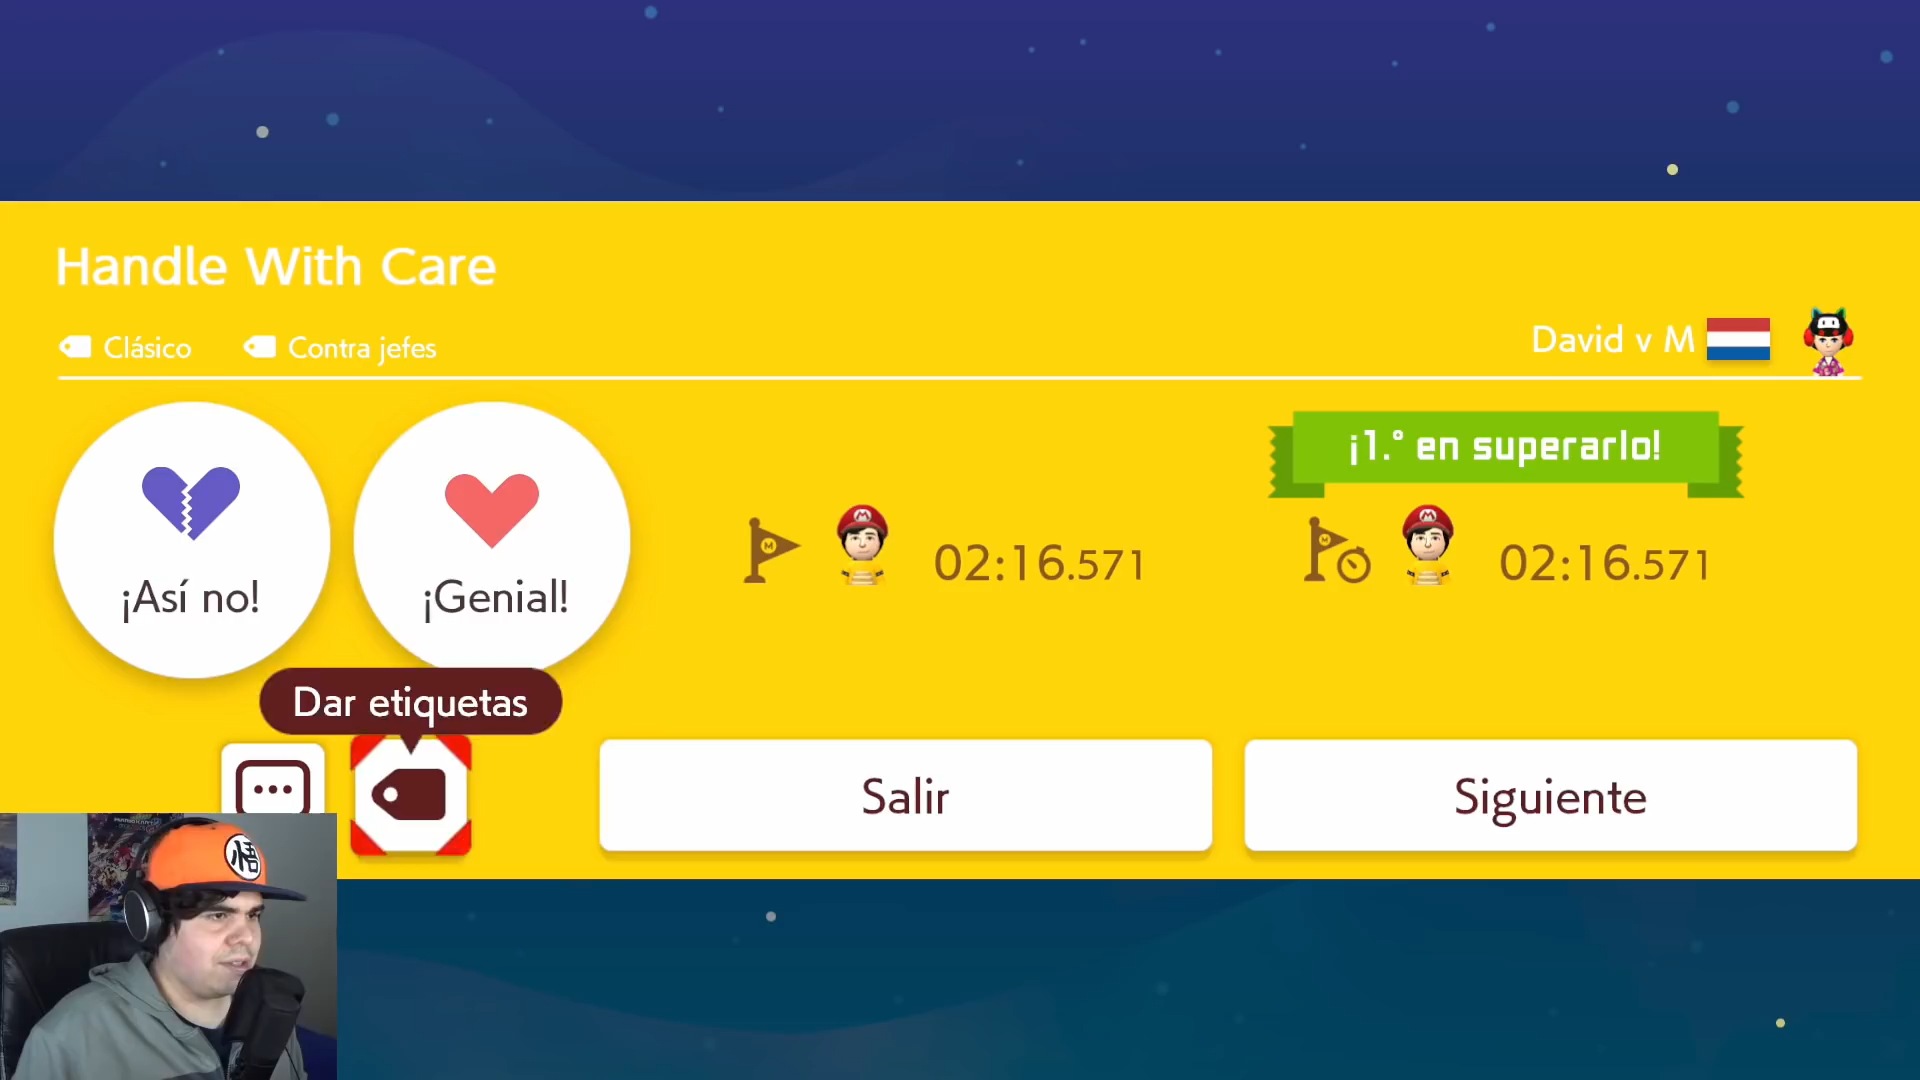 Handle With Care
Clásico
Contra jefes
David v M
¡Así no!
¡Genial!
¡1.º en superarlo!
02:16.571
02:16.571
Dar etiquetas
Salir
Siguiente
悟